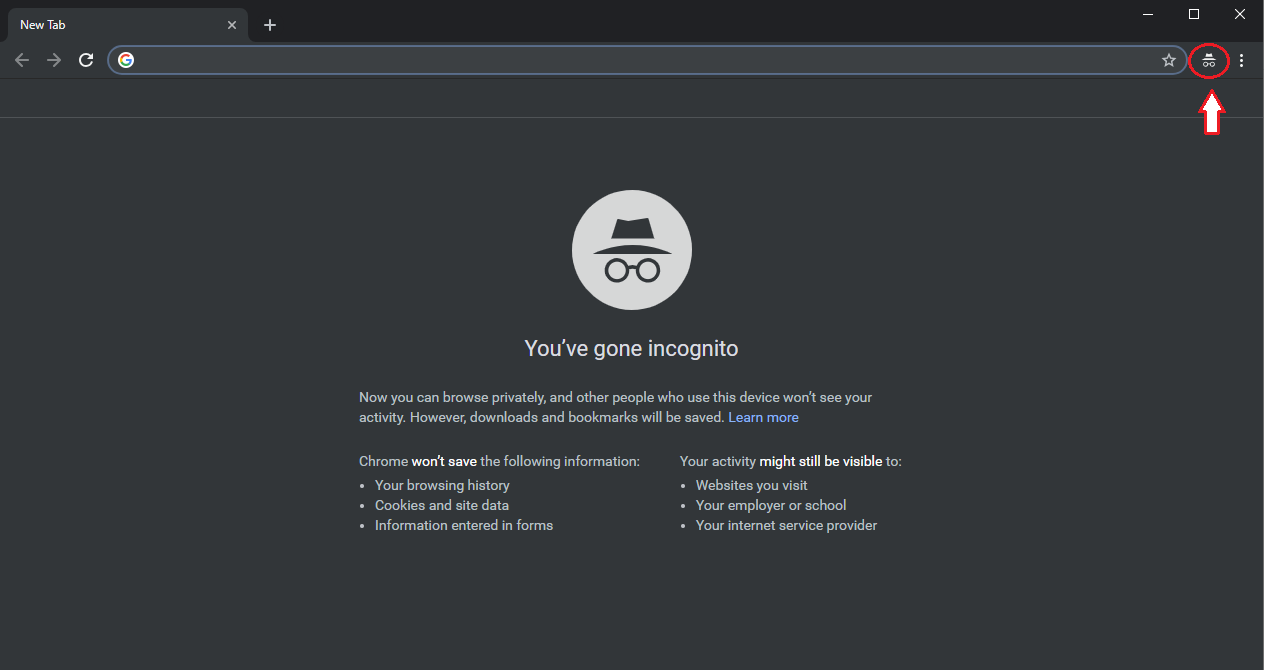 New Tab
You’ve gone incognito
Now you can browse privately, and other people who use this device won’t see your
activity. However, downloads and bookmarks will be saved. Learn more
Chrome won’t save the following information:
Your browsing history
Cookies and site data
Information entered in forms
Your activity might still be visible to:
Websites you visit
Your employer or school
Your internet service provider